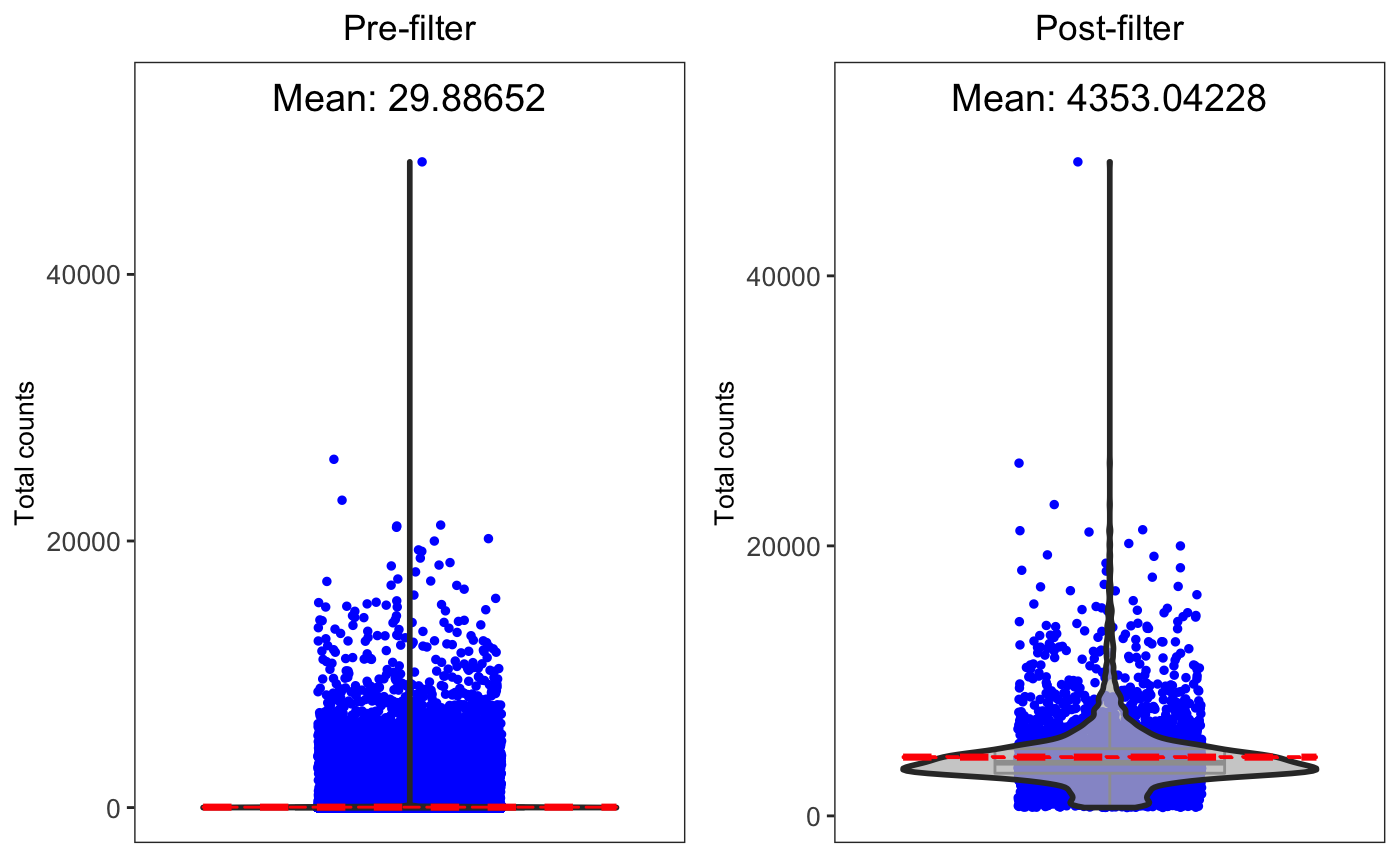 Pre-filter
Mean: 29.88652
40000
20000
0
Total counts
Post-filter
Mean: 4353.04228
40000
20000
0
Total counts